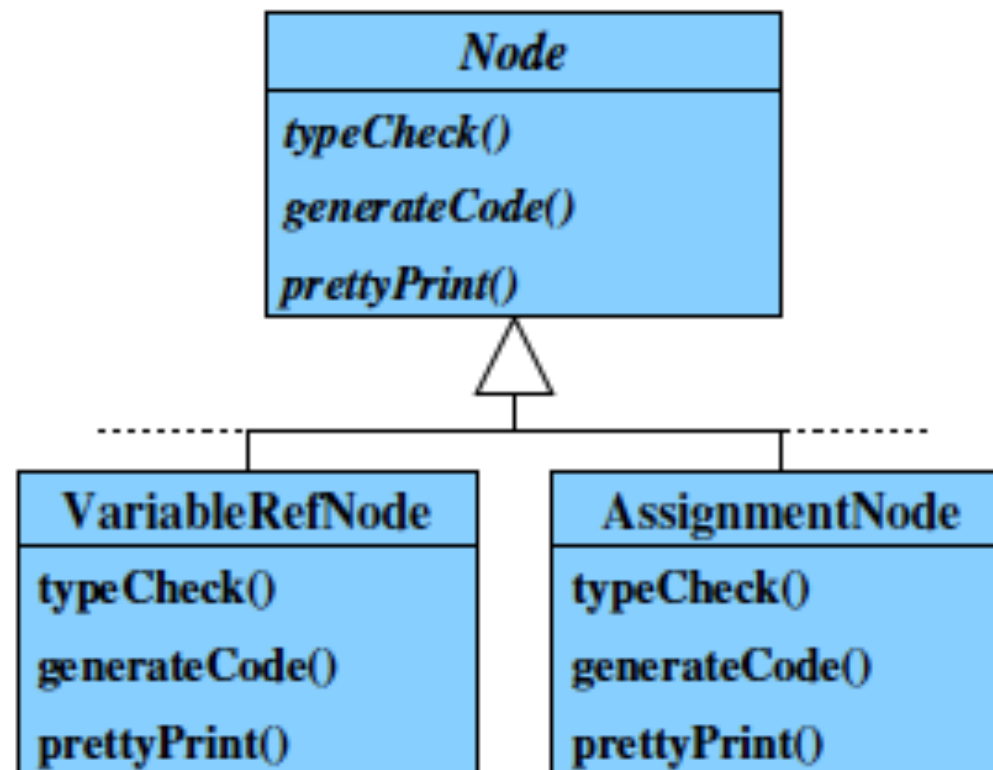 Node
typeCheck()
generateCode()
prettyPrint()
VariableRefNode
typeCheck()
generateCode()
prettyPrint()
AssignmentNode
typeCheck()
generateCode()
prettyPrint()